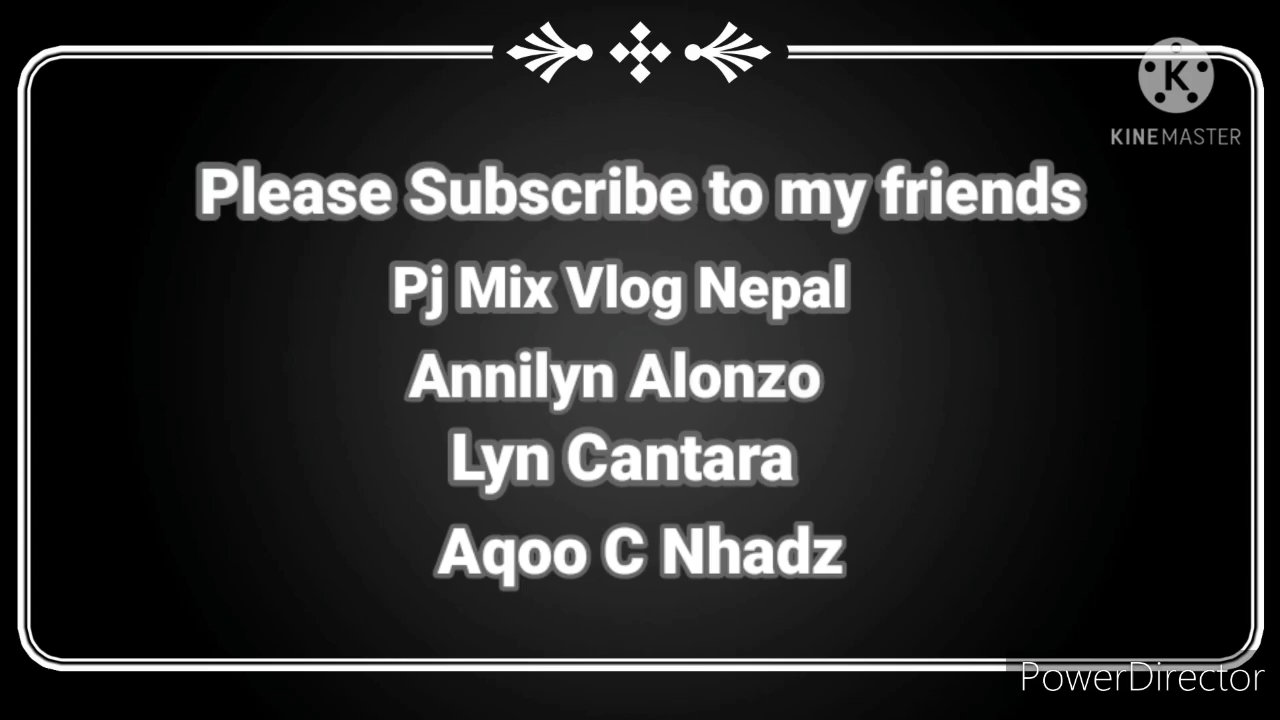 K
KINEMASTER
Please Subscribe to my friends
Pj Mix Vlog Nepal
Annilyn Alonzo
Lyn Cantara
Aqoo C Nhadz
PowerDirector